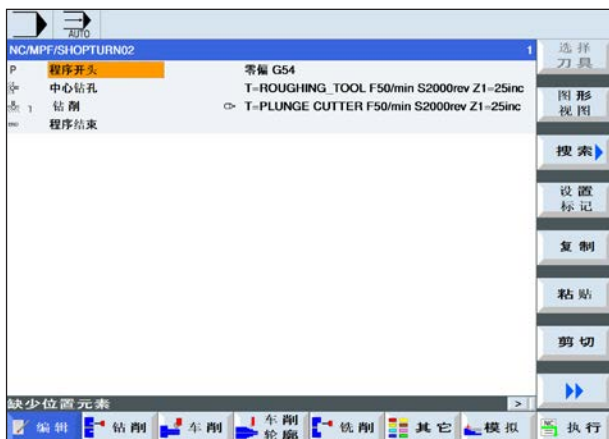 AUTO
NC/MPF/SHOPTURN02 1
P 程序开头 零偏 G54
中心钻孔 T=ROUGHING_TOOL F50/min S2000rev Z1=25inc
1 钻削 T=PLUNGE CUTTER F50/min S2000rev Z1=25inc
END 程序结束
缺少位置元素 >
选择
刀具
图形
视图
搜索
设置
标记
复制
粘贴
剪切
编辑 钻削 车削 车削轮廓 铣削 其它 模拟 执行